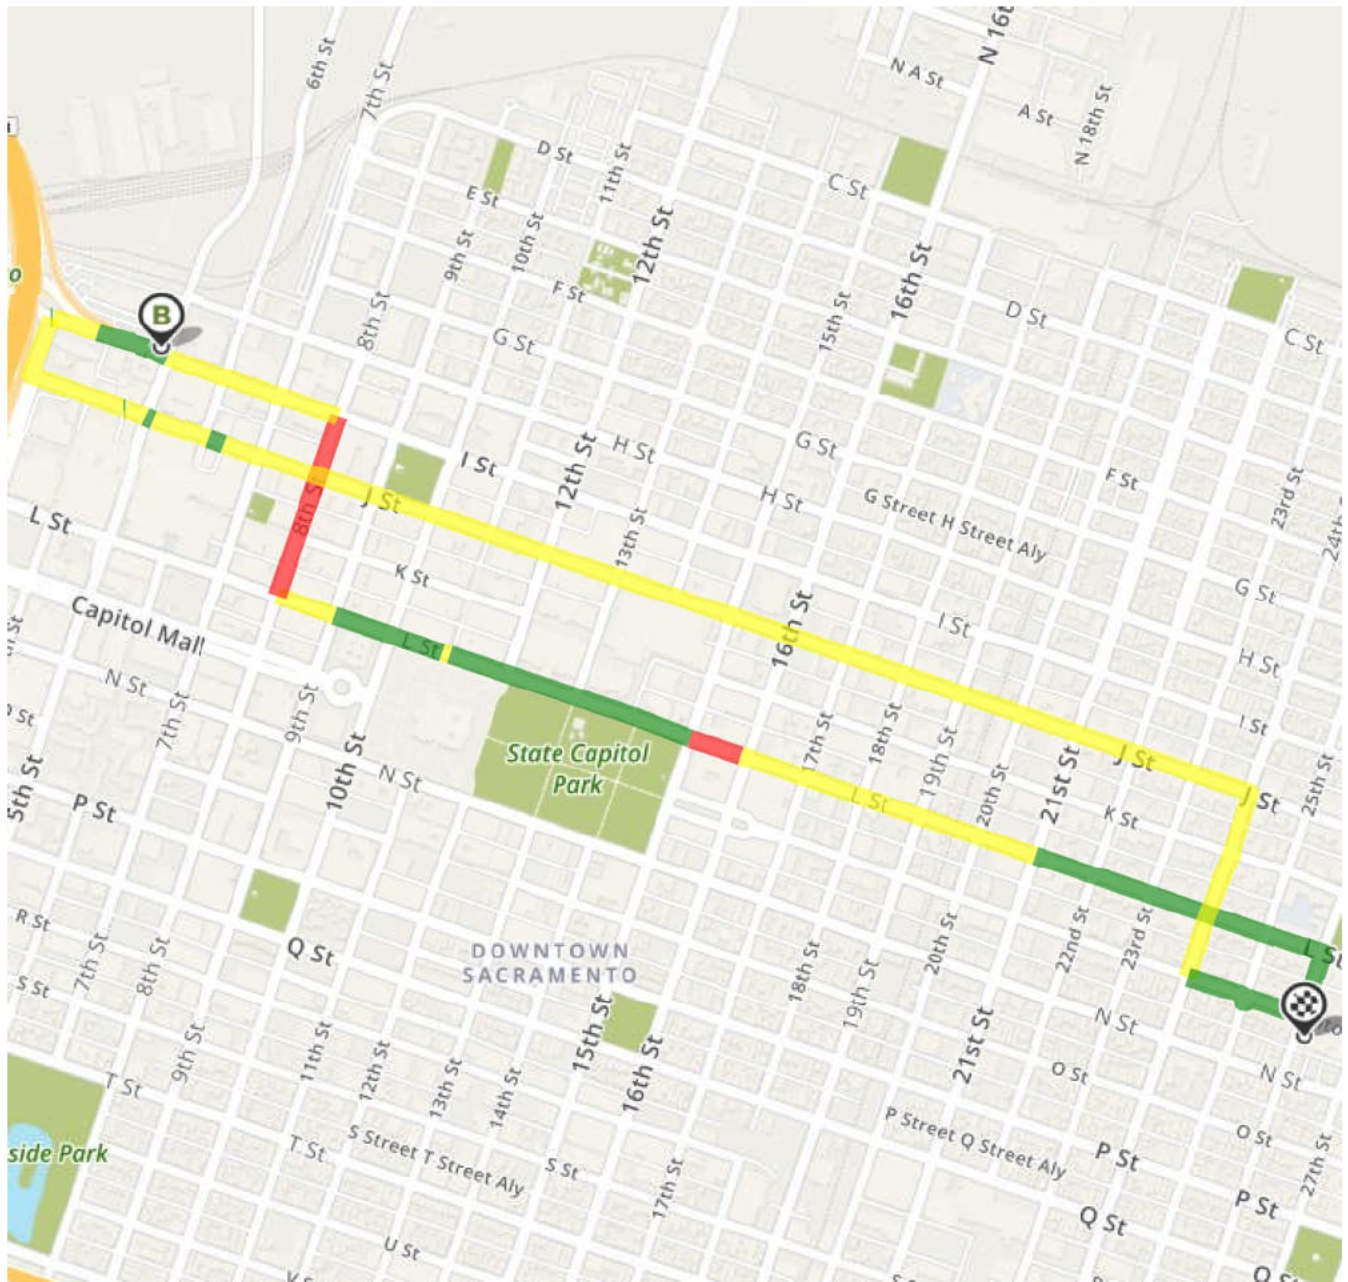 N 16t
6th St
7th St
N A St
A St
N 18th St
D St
11th St
C St
E St
12th St
9th St
10th St
F St
16th St
15th St
D St
C St
B
8th St
G St
H St
G St
I St
12th St
F St
23rd St
24th
H St
G Street H Street Aly
8th St
J St
13th St
L St
K St
G St
Capitol Mall
I St
16th St
L St
H St
N St
9th St
7th St
17th St
18th St
I St
19th St
State Capitol
Park
J St
10th St
N St
21st St
20th St
25th St
J St
5th St
P St
L St
K St
R St
7th St
8th St
Q St
DOWNTOWN
SACRAMENTO
18th St
19th St
20th St
22nd St
23rd St
L St
S St
15th St
16th St
21st St
N St
9th St
11th St
12th St
13th St
14th St
O St
N St
T St
P Street Q Street Aly
O St
side Park
T St
S Street T Street Aly
S St
17th St
P St
27th St
P St
Q St
U St